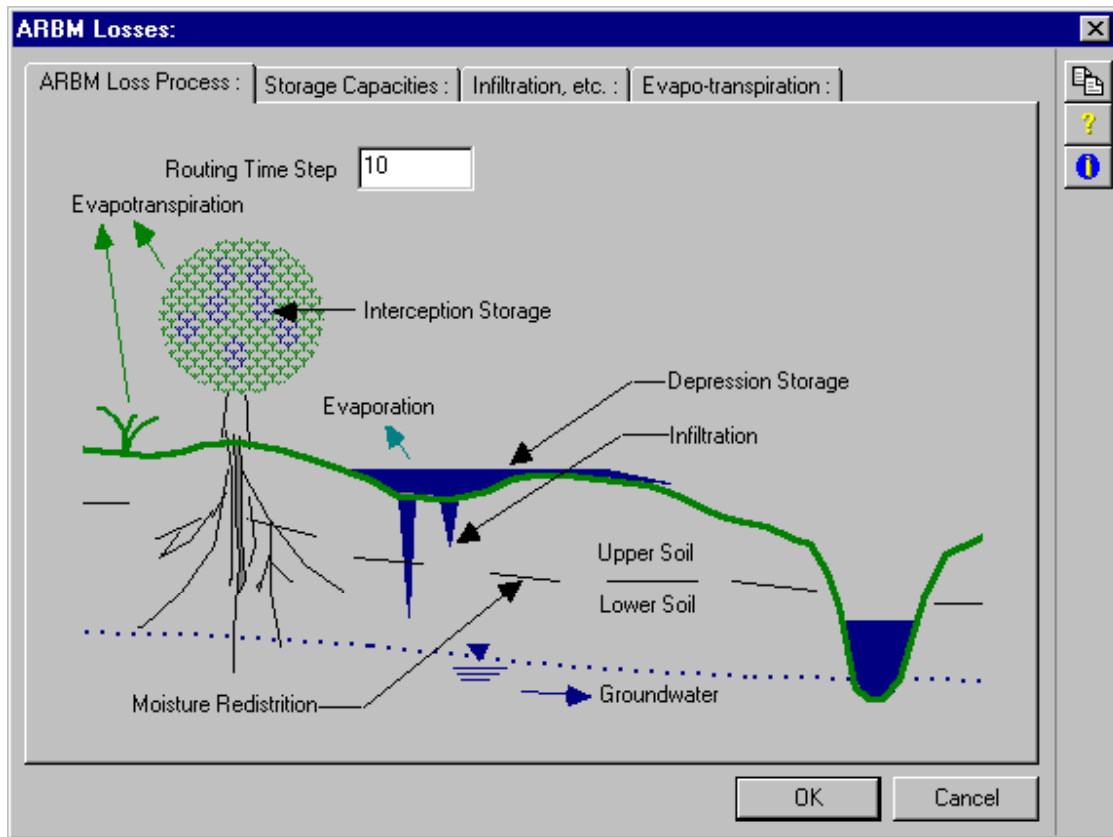 ARBM Losses:
ARBM Loss Process :
Storage Capacities :
Infiltration, etc. :
Evapo-transpiration :
Routing Time Step 10
Evapotranspiration
Interception Storage
Depression Storage
Evaporation
Infiltration
Upper Soil
Lower Soil
Moisture Redistrition
Groundwater
OK
Cancel